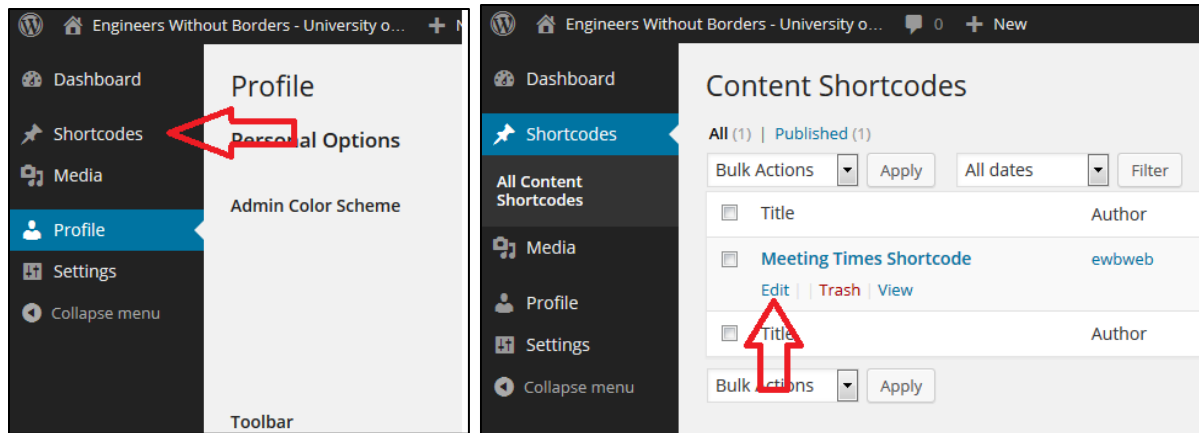 Engineers Without Borders - University o...
Dashboard
Shortcodes
Media
Profile
Settings
Collapse menu
Profile
Personal Options
Admin Color Scheme
Toolbar
Engineers Without Borders - University o... 0 + New
Dashboard
Shortcodes
All Content
Shortcodes
Media
Profile
Settings
Collapse menu
Content Shortcodes
All (1) | Published (1)
Bulk Actions Apply All dates Filter
Title Author
Meeting Times Shortcode ewbweb
Edit | | Trash | View
Title Author
Bulk Actions Apply